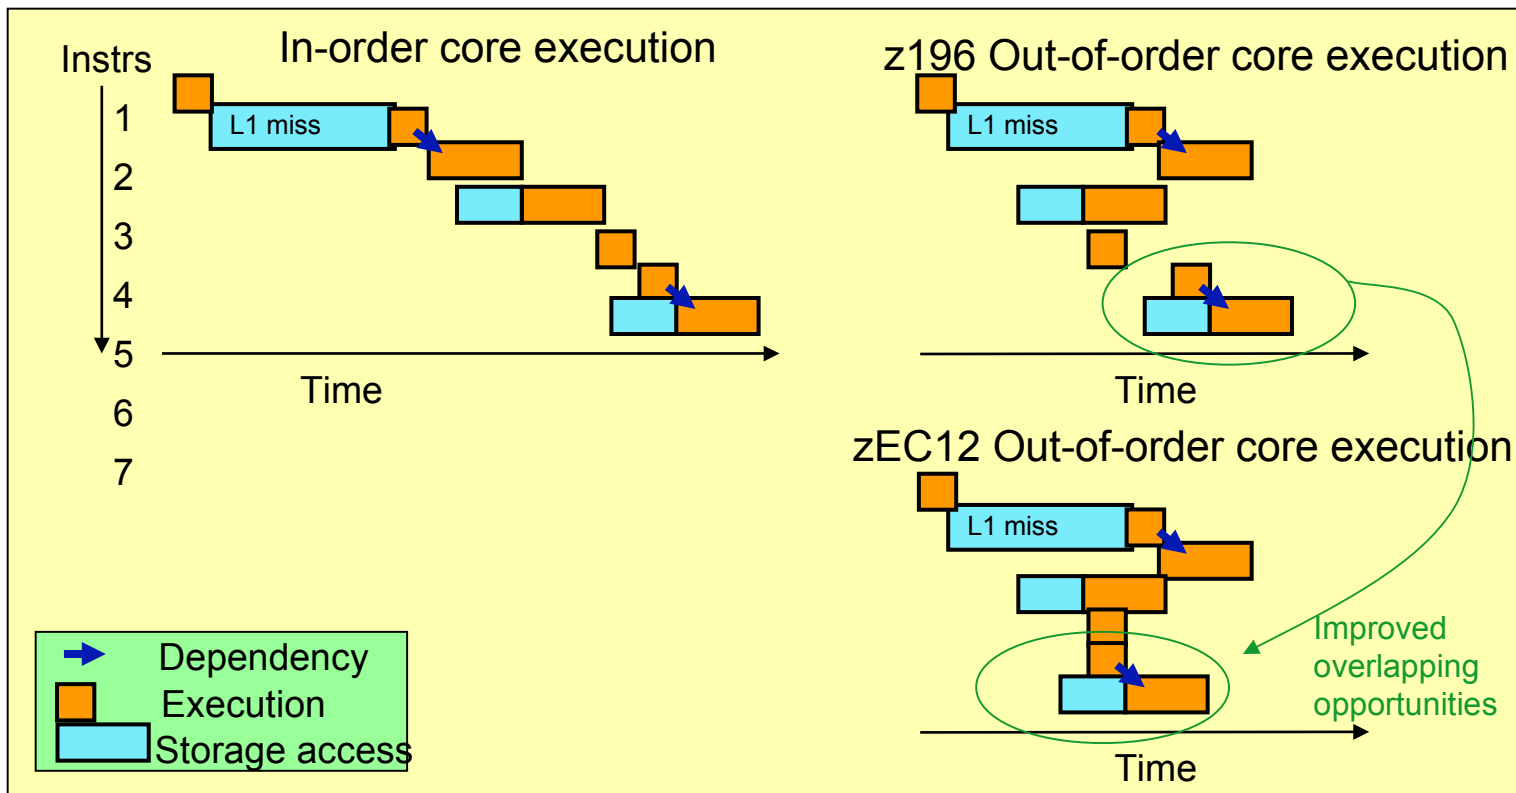 In-order core execution
Instrs
1
2
3
4
5
6
7
L1 miss
Time
z196 Out-of-order core execution
L1 miss
Time
zEC12 Out-of-order core execution
L1 miss
Improved
overlapping
opportunities
Time
Dependency
Execution
Storage access